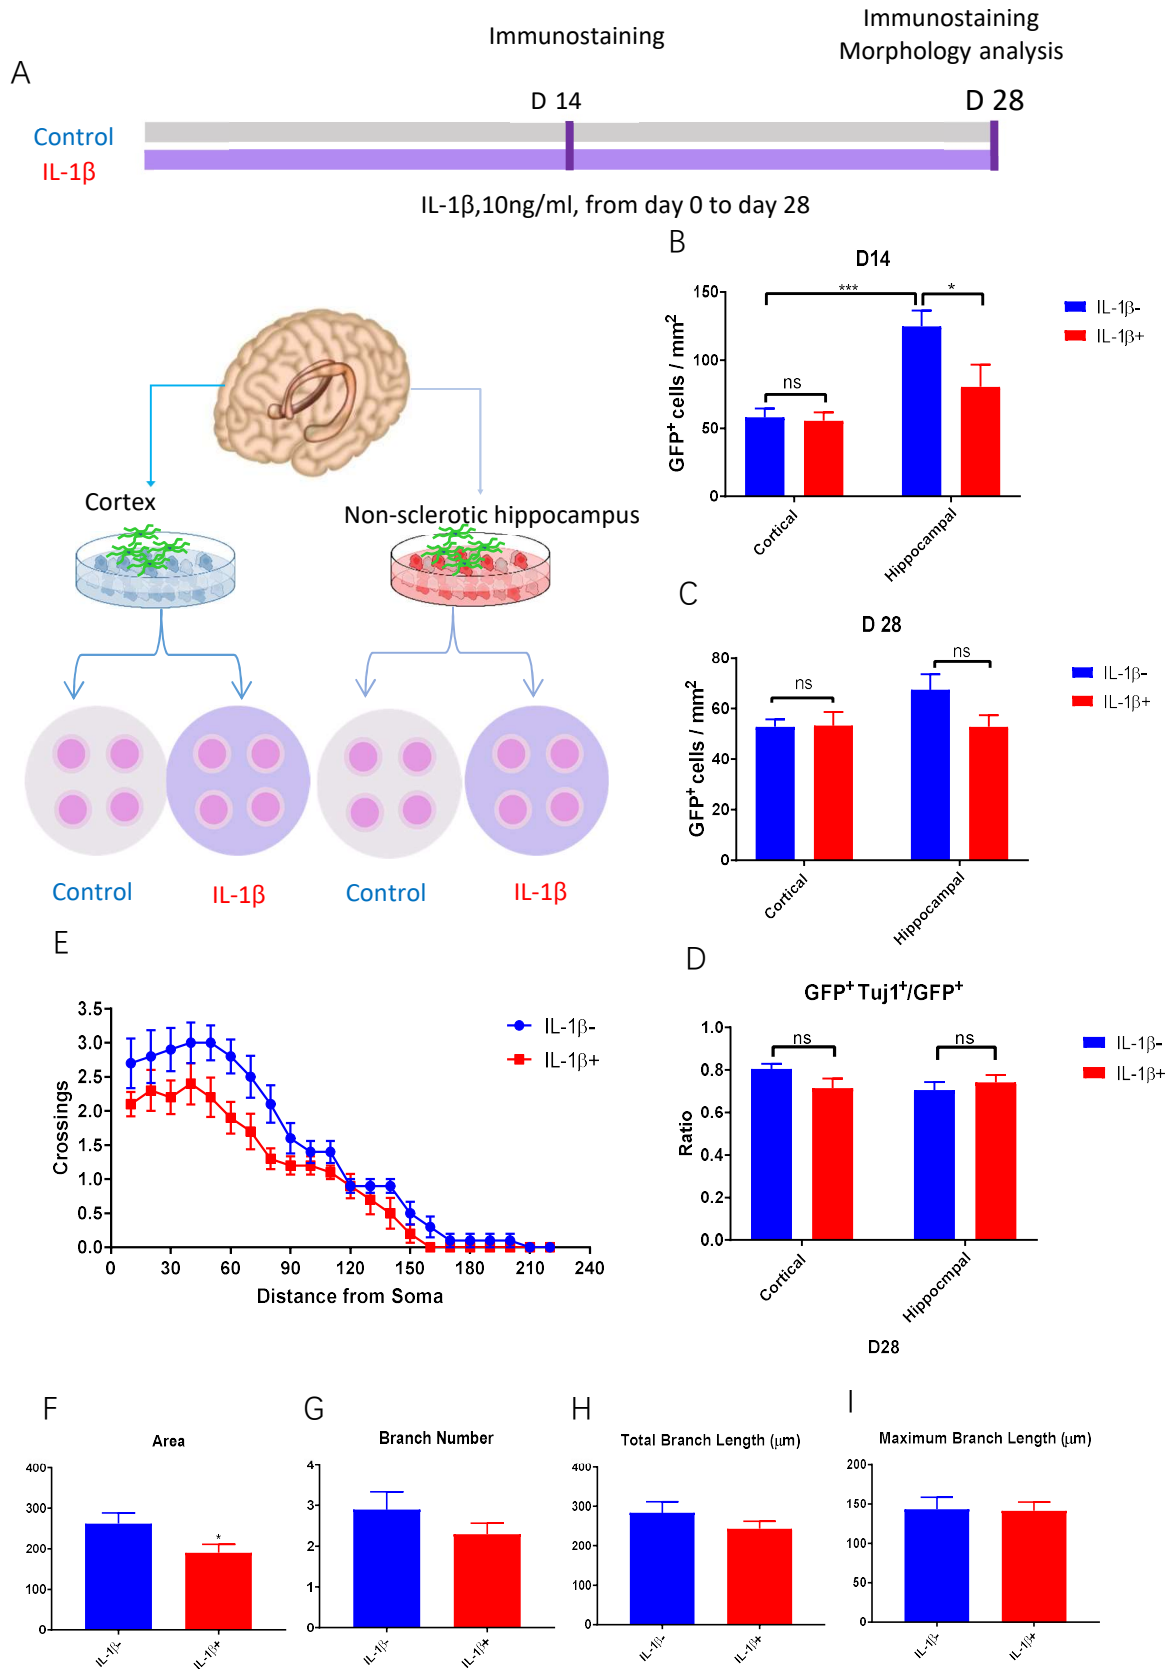 Immunostaining
Immunostaining
Morphology analysis
A
D 14
D 28
Control
IL-1β
IL-1β,10ng/ml, from day 0 to day 28
Cortex
Non-sclerotic hippocampus
Control
IL-1β
Control
IL-1β
B
D14
GFP⁺ cells / mm²
150
100
50
0
***
*
ns
Cortical
Hippocampal
IL-1β-
IL-1β+
C
D 28
GFP⁺ cells / mm²
80
60
40
20
0
ns
ns
Cortical
Hippocampal
IL-1β-
IL-1β+
D
GFP⁺ Tuj1⁺/GFP⁺
Ratio
1.0
0.8
0.6
0.4
0.2
0.0
ns
ns
Cortical
Hippocmpal
IL-1β-
IL-1β+
D28
E
Crossings
3.5
3.0
2.5
2.0
1.5
1.0
0.5
0.0
0 30 60 90 120 150 180 210 240
Distance from Soma
IL-1β-
IL-1β+
F
Area
400
300
200
100
0
*
IL-1β-
IL-1β+
G
Branch Number
4
3
2
1
0
IL-1β-
IL-1β+
H
Total Branch Length (μm)
400
300
200
100
0
IL-1β-
IL-1β+
I
Maximum Branch Length (μm)
200
150
100
50
0
IL-1β-
IL-1β+